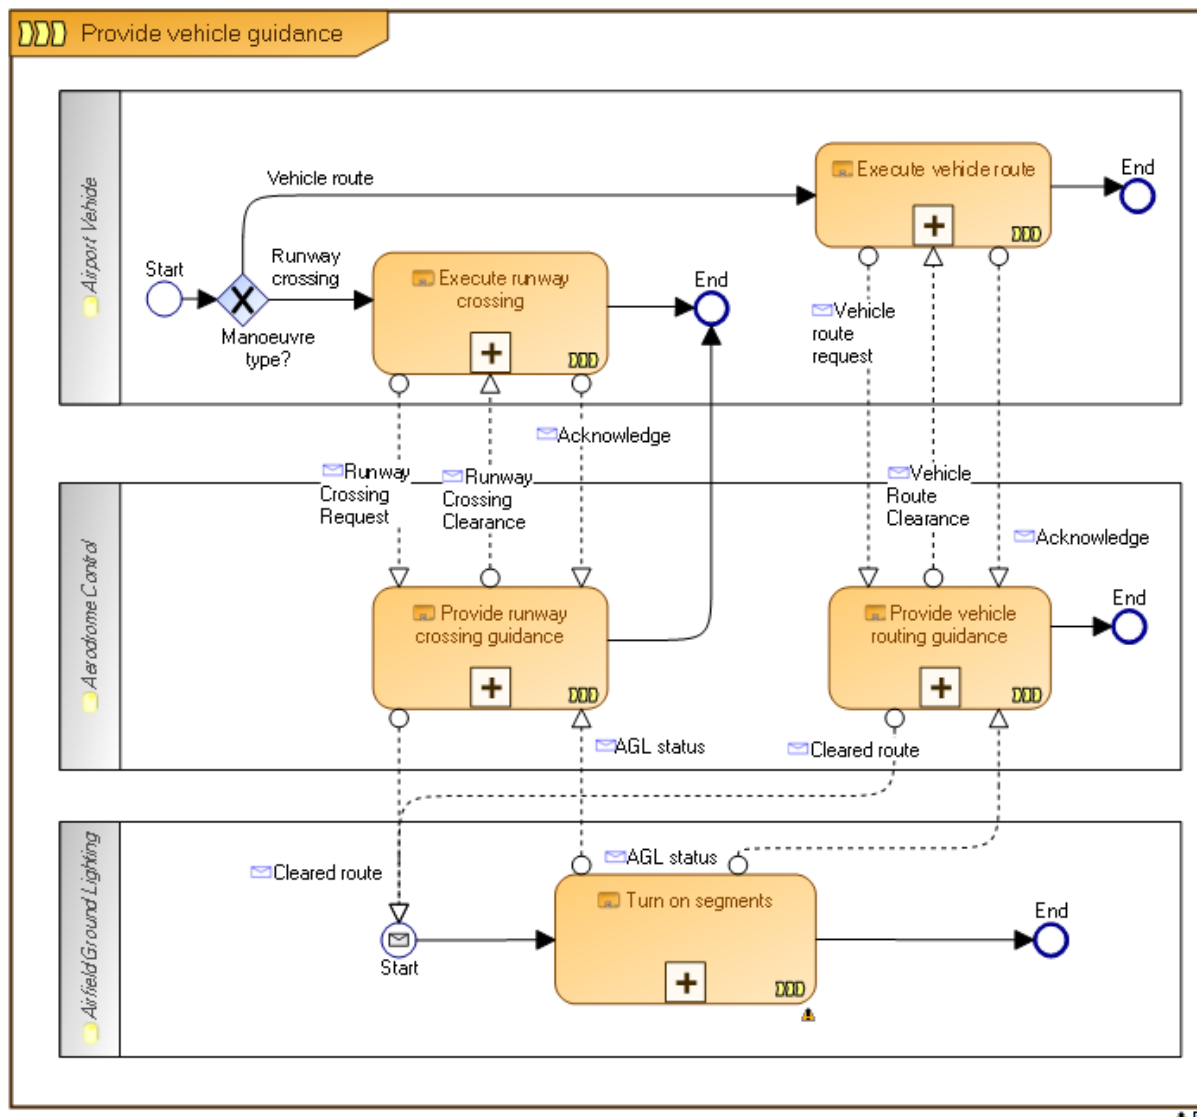 Provide vehicle guidance
Airport Vehicle
Vehicle route
Execute vehicle route
End
Start
Runway
crossing
Manoeuvre
type?
Execute runway
crossing
End
Vehicle
route
request
Acknowledge
Runway
Crossing
Request
Runway
Crossing
Clearance
Vehicle
Route
Clearance
Acknowledge
Aerodrome Control
Provide runway
crossing guidance
Provide vehicle
routing guidance
End
AGL status
Cleared route
Airfield Ground Lighting
Cleared route
AGL status
Start
Turn on segments
End